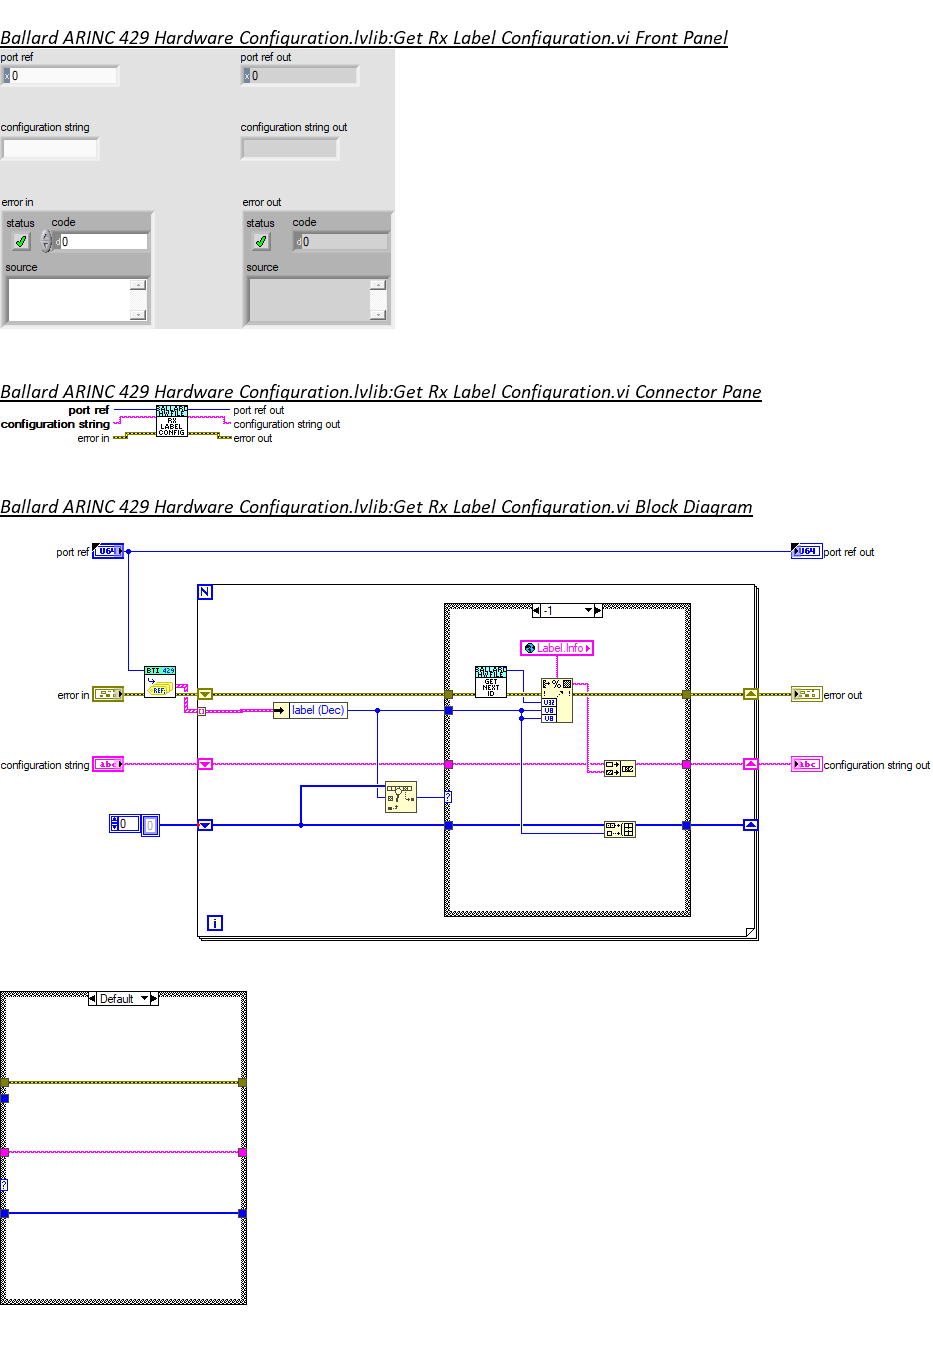 Ballard ARINC 429 Hardware Configuration.lvlib:Get Rx Label Configuration.vi Front Panel
port ref
port ref out
x 0
x 0
configuration string
configuration string out
error in
error out
status code
status code
d 0
d 0
source
source
Ballard ARINC 429 Hardware Configuration.lvlib:Get Rx Label Configuration.vi Connector Pane
port ref
configuration string
error in
BALLARD
HW FILE
RX
LABEL
CONFIG
port ref out
configuration string out
error out
Ballard ARINC 429 Hardware Configuration.lvlib:Get Rx Label Configuration.vi Block Diagram
port ref U64
U64 port ref out
N
-1
Label.Info
BTI 429
REF
BALLARD
HW FILE
GET
NEXT
ID
error in
error out
label (Dec)
U32
U8
U8
configuration string abc
abc configuration string out
?
0 0
i
Default
?